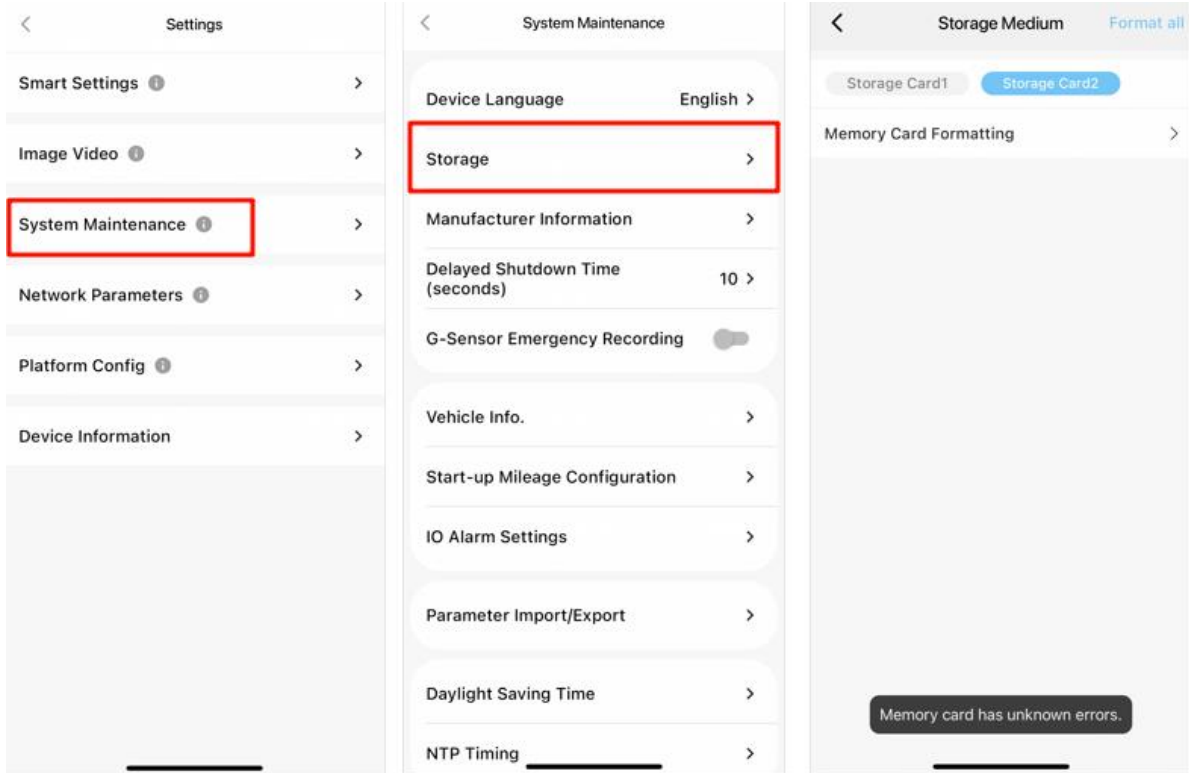 Settings
Smart Settings
Image Video
System Maintenance
Network Parameters
Platform Config
Device Information
System Maintenance
Device Language English
Storage
Manufacturer Information
Delayed Shutdown Time
(seconds)
10
G-Sensor Emergency Recording
Vehicle Info.
Start-up Mileage Configuration
IO Alarm Settings
Parameter Import/Export
Daylight Saving Time
NTP Timing
Storage Medium Format all
Storage Card1 Storage Card2
Memory Card Formatting
Memory card has unknown errors.